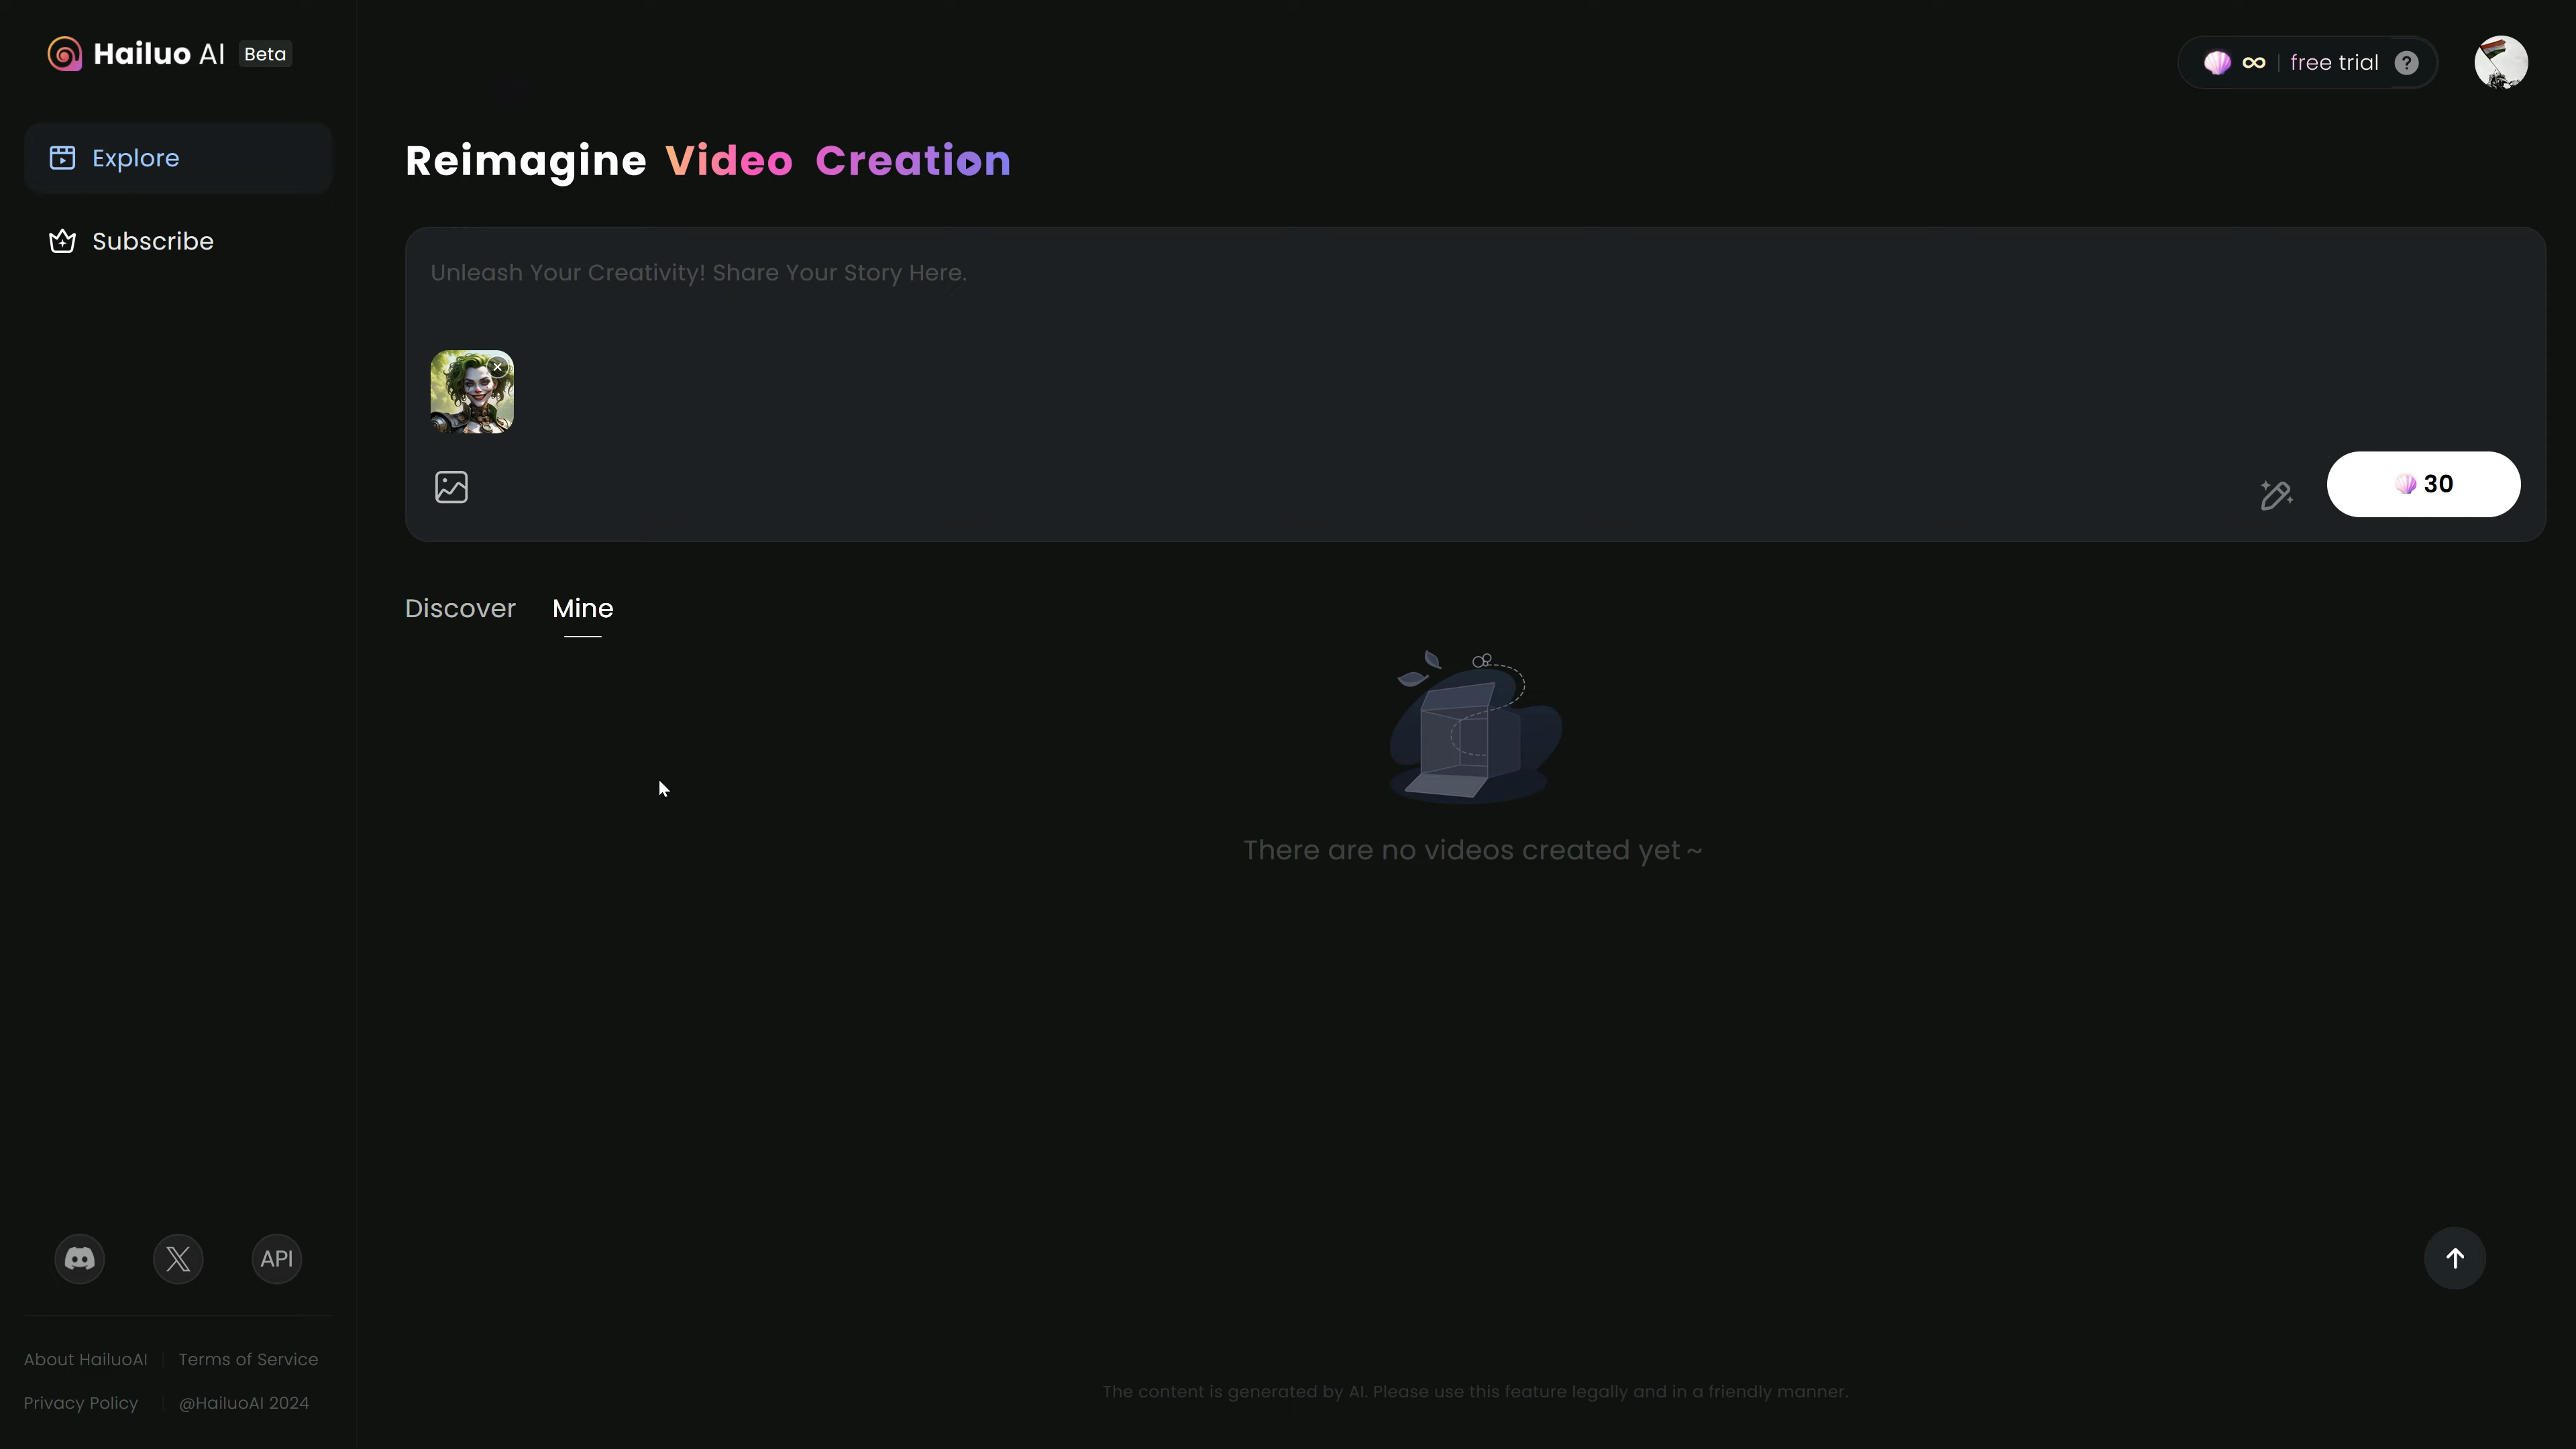 Hailuo AI Beta
free trial ?
Explore
Subscribe
Reimagine Video Creation
Unleash Your Creativity! Share Your Story Here.
30
Discover Mine
There are no videos created yet ~
API
About HailuoAI Terms of Service
Privacy Policy @HailuoAI 2024
The content is generated by AI. Please use this feature legally and in a friendly manner.